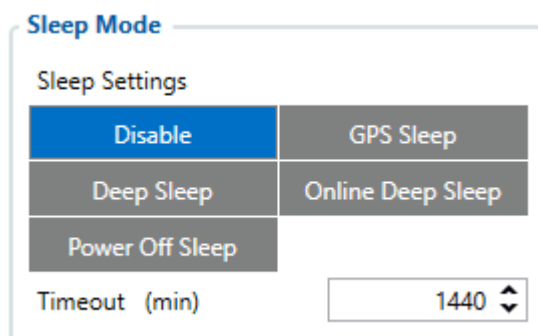 Sleep Mode
Sleep Settings
Disable GPS Sleep
Deep Sleep Online Deep Sleep
Power Off Sleep
Timeout (min) 1440